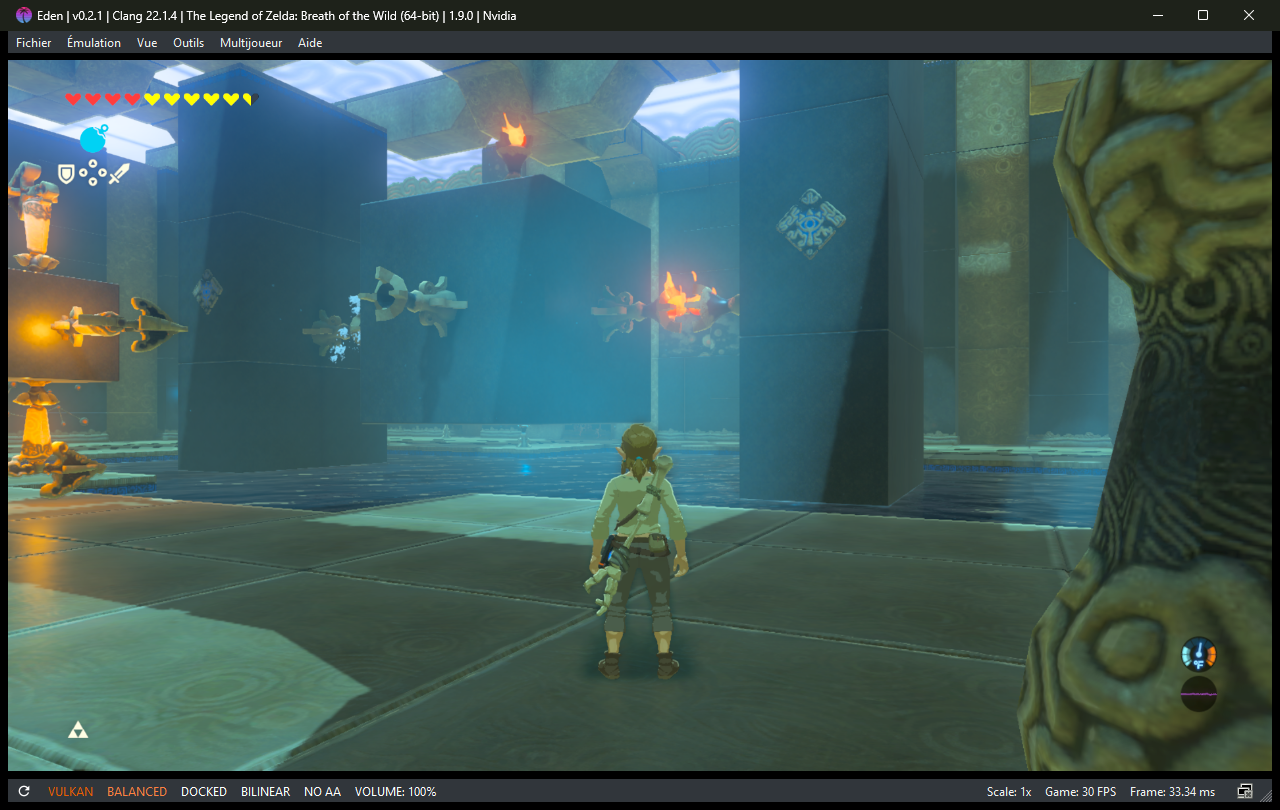 Eden | v0.2.1 | Clang 22.1.4 | The Legend of Zelda: Breath of the Wild (64-bit) | 1.9.0 | Nvidia
Fichier Émulation Vue Outils Multijoueur Aide
°F
VULKAN BALANCED DOCKED BILINEAR NO AA VOLUME: 100% Scale: 1x Game: 30 FPS Frame: 33.34 ms